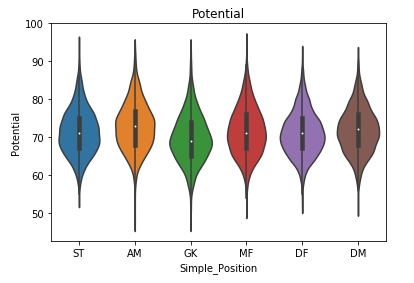 Potential
100
90
80
70
60
50
Potential
ST AM GK MF DF DM
Simple_Position